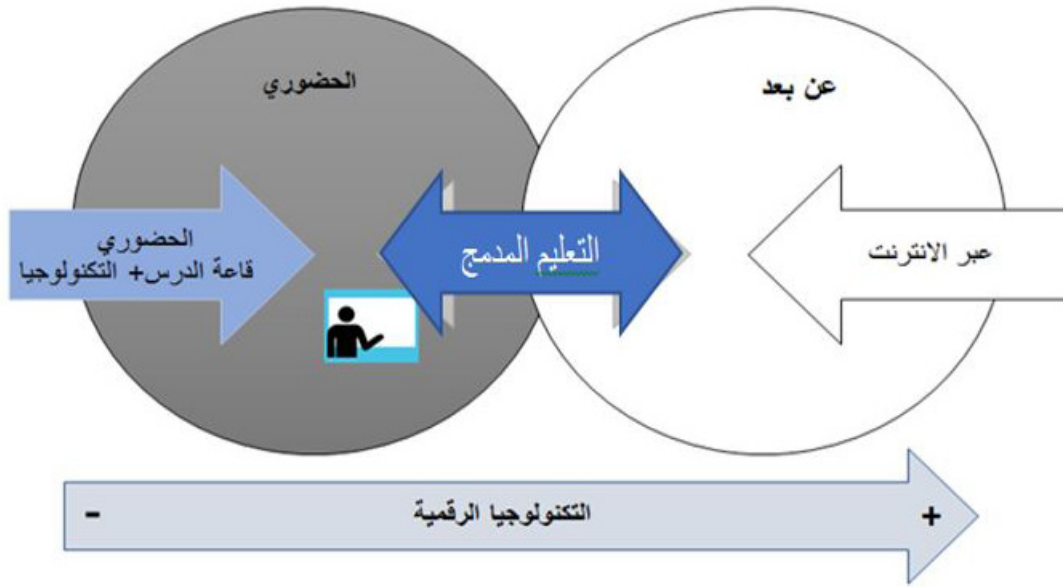 عن بعد
الحضوري
عبر الانترنت
التعليم المدمج
الحضوري
قاعة الدرس+ التكنولوجيا
- التكنولوجيا الرقمية +